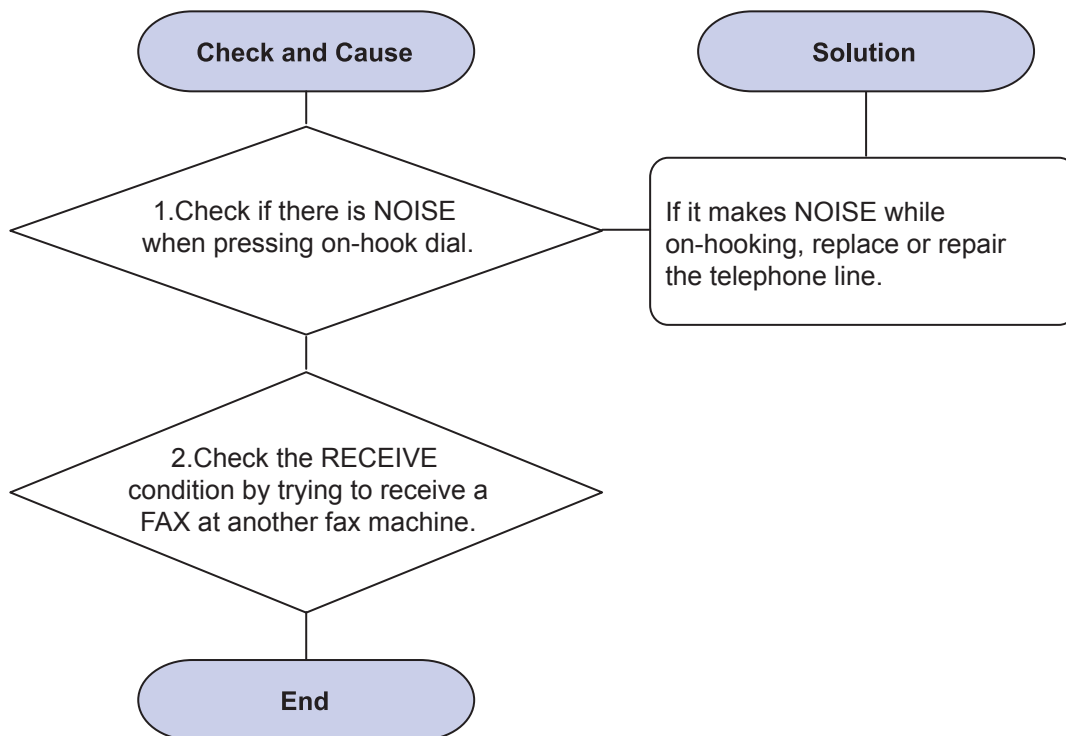 Check and Cause
Solution
1.Check if there is NOISE
when pressing on-hook dial.
If it makes NOISE while
on-hooking, replace or repair
the telephone line.
2.Check the RECEIVE
condition by trying to receive a
FAX at another fax machine.
End